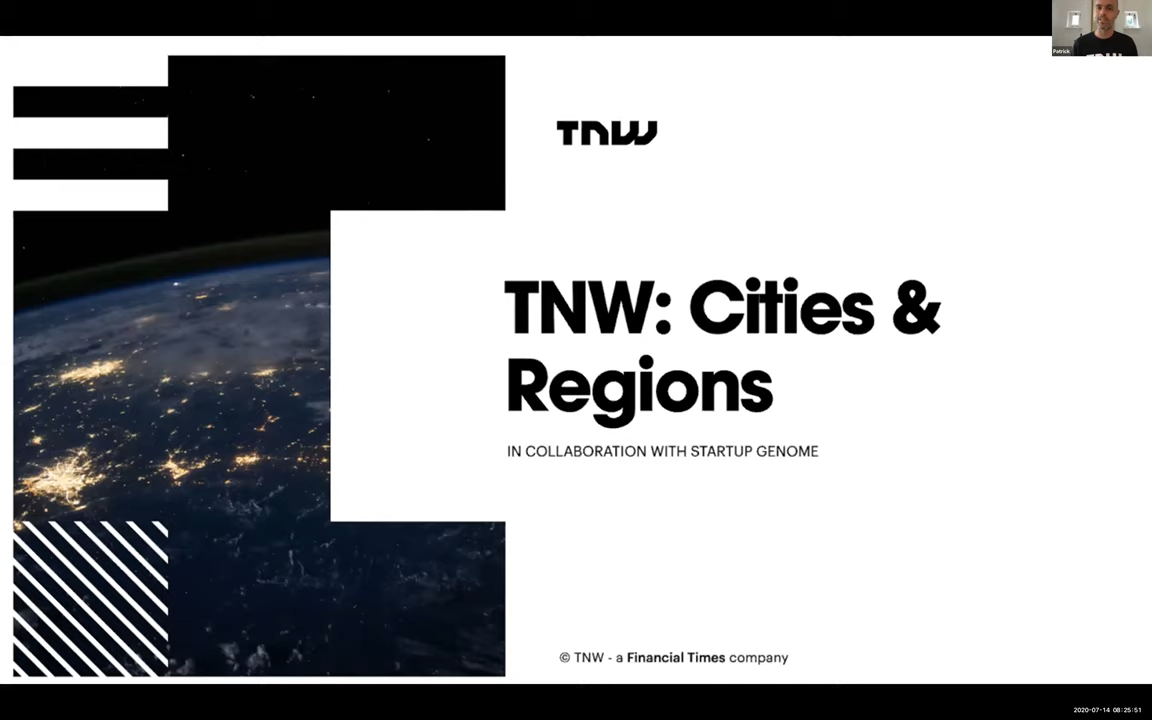 Patrick
TNW
TNW: Cities &
Regions
IN COLLABORATION WITH STARTUP GENOME
© TNW - a Financial Times company
2020-07-14 08:25:51